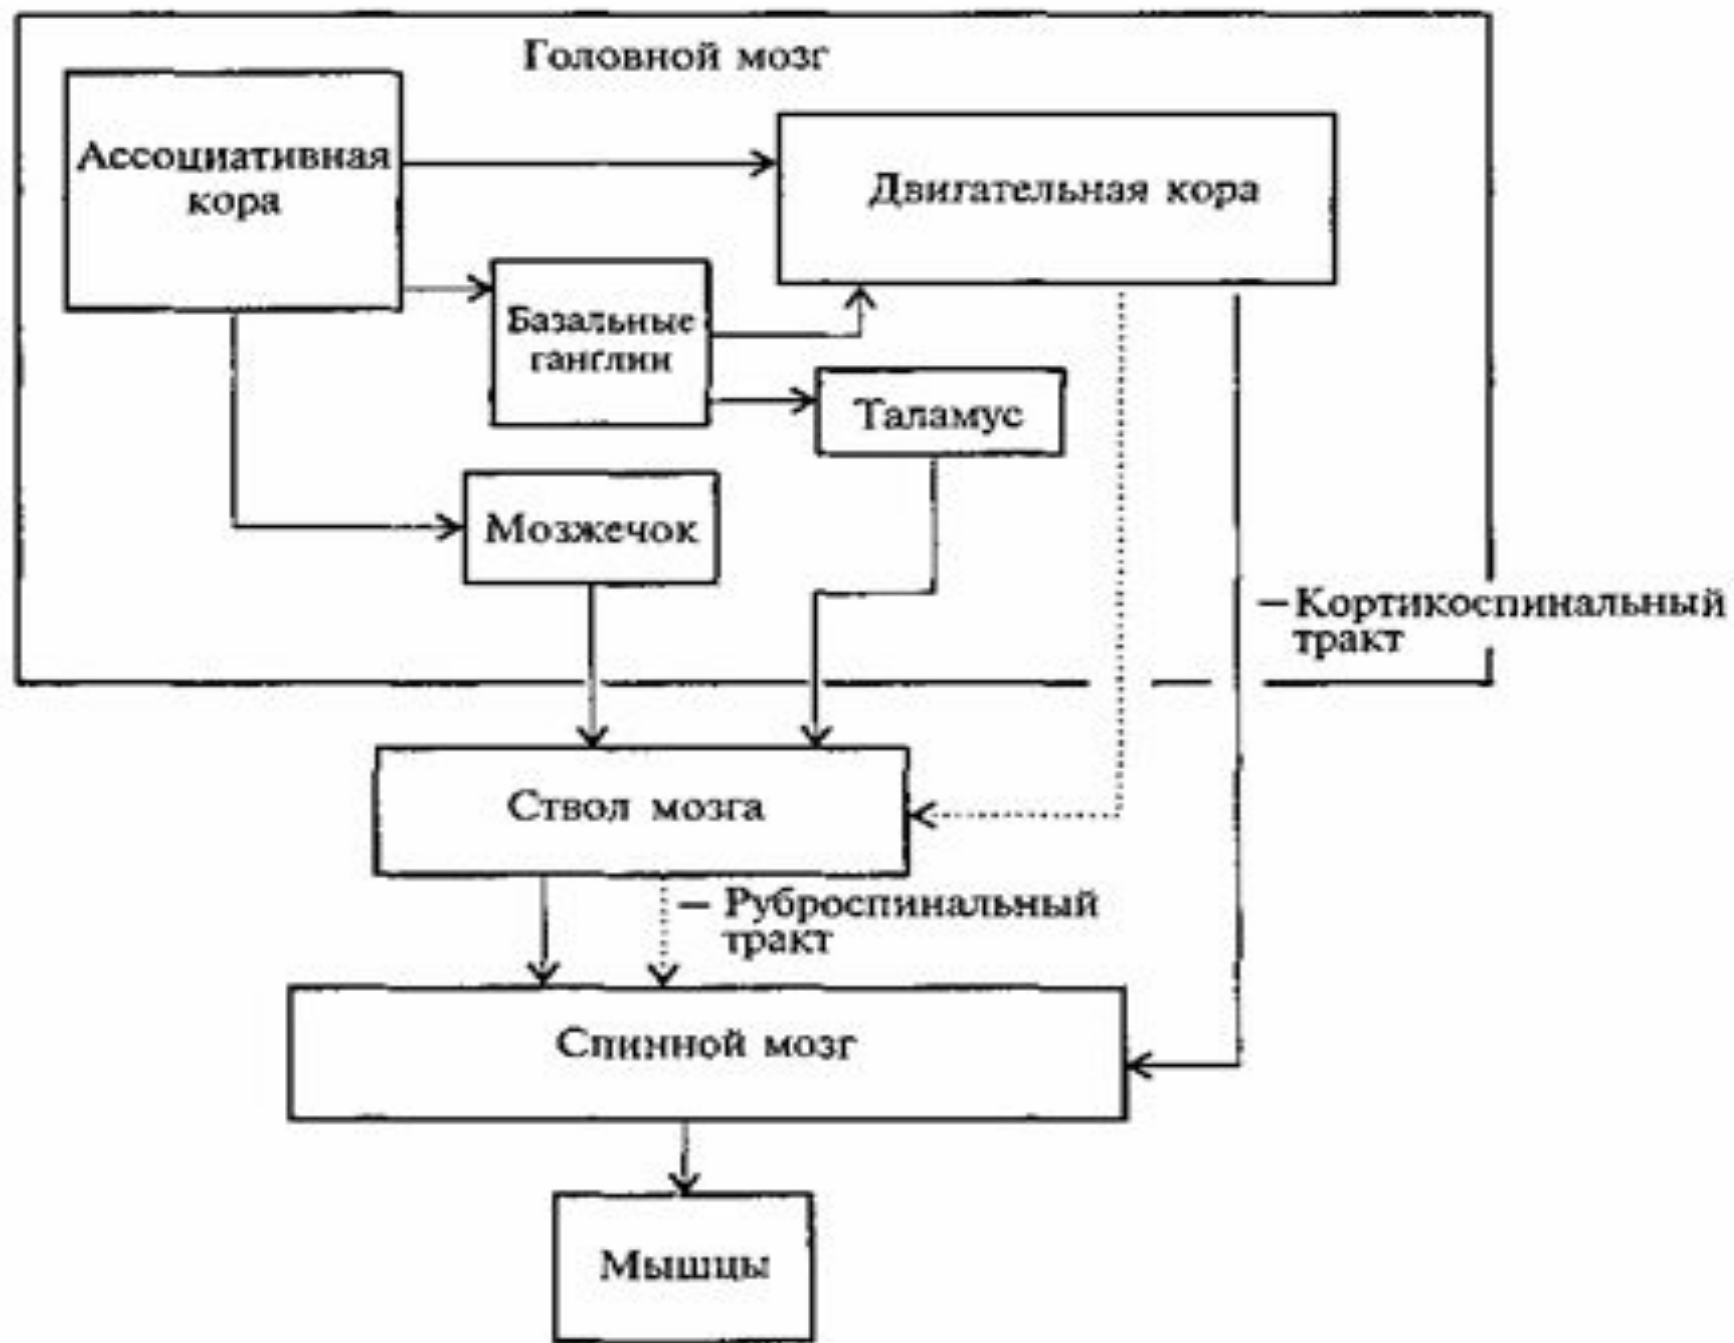 Головной мозг
Ассоциативная
кора
Двигательная кора
Базальные
ганглии
Таламус
Мозжечок
— Кортикоспинальный
тракт
Ствол мозга
— Руброспинальный
тракт
Спинной мозг
Мышцы